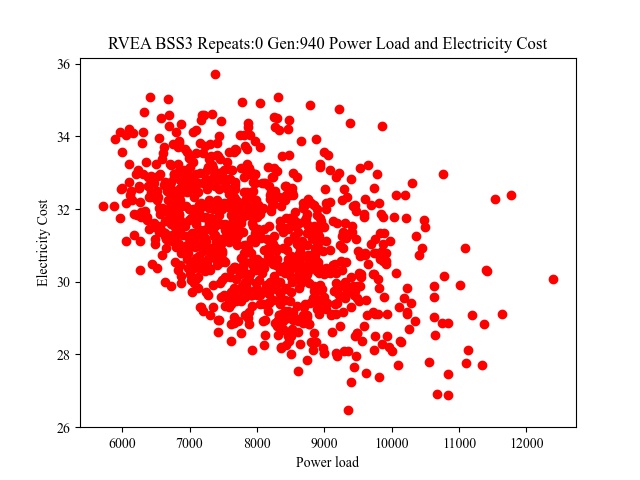 RVEA BSS3 Repeats:0 Gen:940 Power Load and Electricity Cost
36
34
32
30
28
26
Electricity Cost
6000 7000 8000 9000 10000 11000 12000
Power load